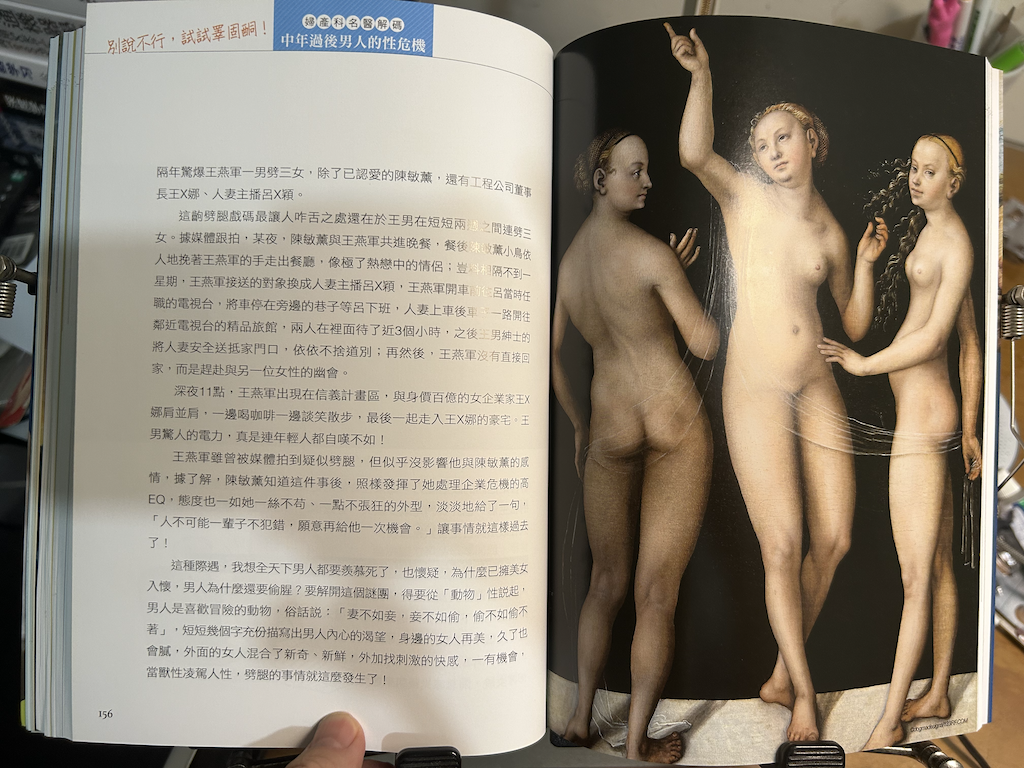 別說不行，試試睪固酮！
婦產科名醫解碼
中年過後男人的性危機
隔年驚爆王燕軍一男劈三女，除了已認愛的陳敏薰，還有工程公司董事
長王X娜、人妻主播呂X穎。
這齣劈腿戲碼最讓人咋舌之處還在於王男在短短兩之間連劈三
女。據媒體跟拍，某夜，陳敏薰與王燕軍共進晚餐，餐後敏薰小鳥依
人地挽著王燕軍的手走出餐廳，像極了熱戀中的情侶；豈隔不到一
星期，王燕軍接送的對象換成人妻主播呂X穎，王燕軍開車呂當時任
職的電視台，將車停在旁邊的巷子等呂下班，人妻上車後一路開往
鄰近電視台的精品旅館，兩人在裡面待了近3個小時，之後王男紳士的
將人妻安全送抵家門口，依依不捨道別；再然後，王燕軍沒有直接回
家，而是趕赴與另一位女性的幽會。
深夜11點，王燕軍出現在信義計畫區，與身價百億的女企業家王X
娜肩並肩，一邊喝咖啡一邊談笑散步，最後一起走入王X娜的豪宅。王
男驚人的電力，真是連年輕人都自嘆不如！
王燕軍雖曾被媒體拍到疑似劈腿，但似乎沒影響他與陳敏薰的感
情，據了解，陳敏薰知道這件事後，照樣發揮了她處理企業危機的高
EQ，態度也一如她一絲不苟、一點不張狂的外型，淡淡地給了一句，
「人不可能一輩子不犯錯，願意再給他一次機會。」讓事情就這樣過去
了！
這種際遇，我想全天下男人都要羨慕死了，也懷疑，為什麼已擁美女
入懷，男人為什麼還要偷腥？要解開這個謎團，得要從「動物」性說起，
男人是喜歡冒險的動物，俗話說：「妻不如妾，妾不如偷，偷不如偷不
著」，短短幾個字充份描寫出男人內心的渴望，身邊的女人再美，久了也
會膩，外面的女人混合了新奇、新鮮，外加找刺激的快感，一有機會，
當獸性凌駕人性，劈腿的事情就這麼發生了！
156